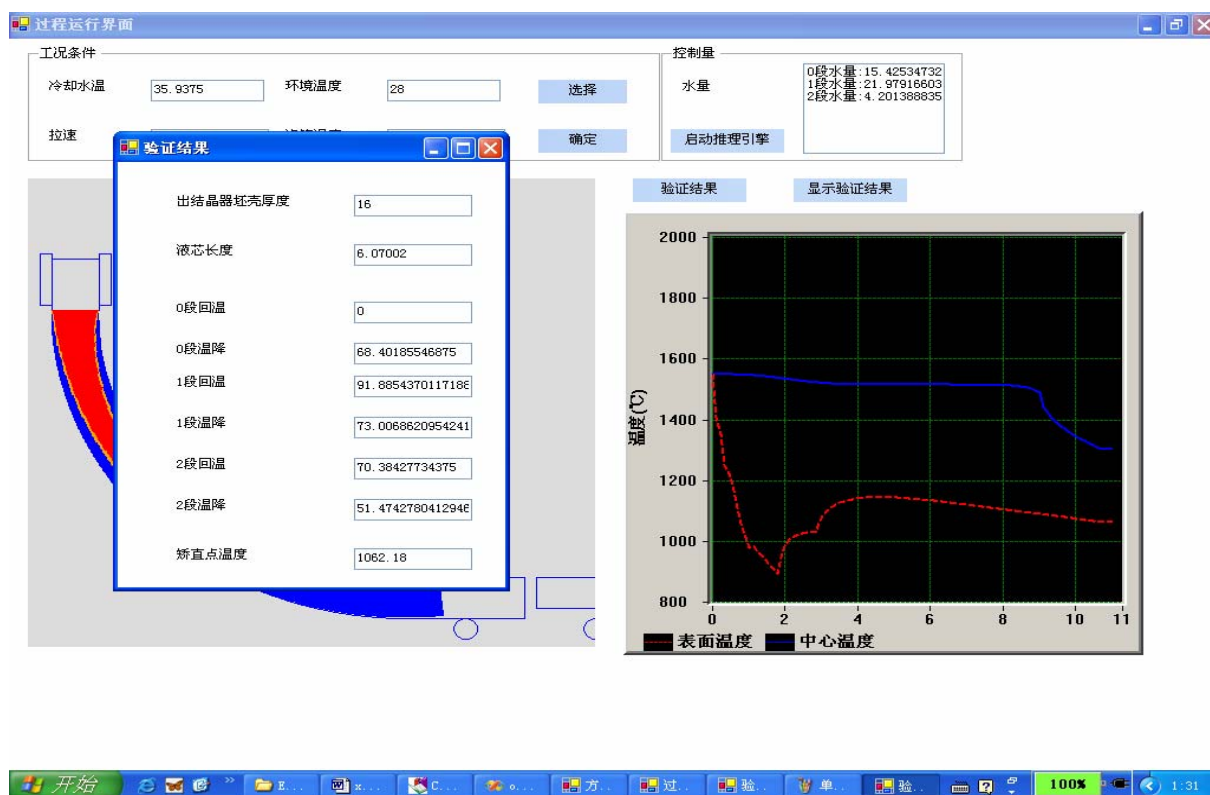 过程运行界面
工况条件
冷却水温 35.9375 环境温度 28 选择
拉速 确定
控制量
水量
0段水量:15.42534732
1段水量:21.97916603
2段水量:4.201388835
启动推理引擎
验证结果 显示验证结果
验证结果
出结晶器坯壳厚度 16
液芯长度 6.07002
0段回温 0
0段温降 68.40185546875
1段回温 91.8854370117188
1段温降 73.0068620954241
2段回温 70.38427734375
2段温降 51.4742780412946
矫直点温度 1062.18
2000
1800
1600
1400
1200
1000
800
温度(℃)
0 2 4 6 8 10 11
表面温度 中心温度
开始 E... x... C... o... 方.. 过.. 验.. 单.. 验.. 100% 1:31